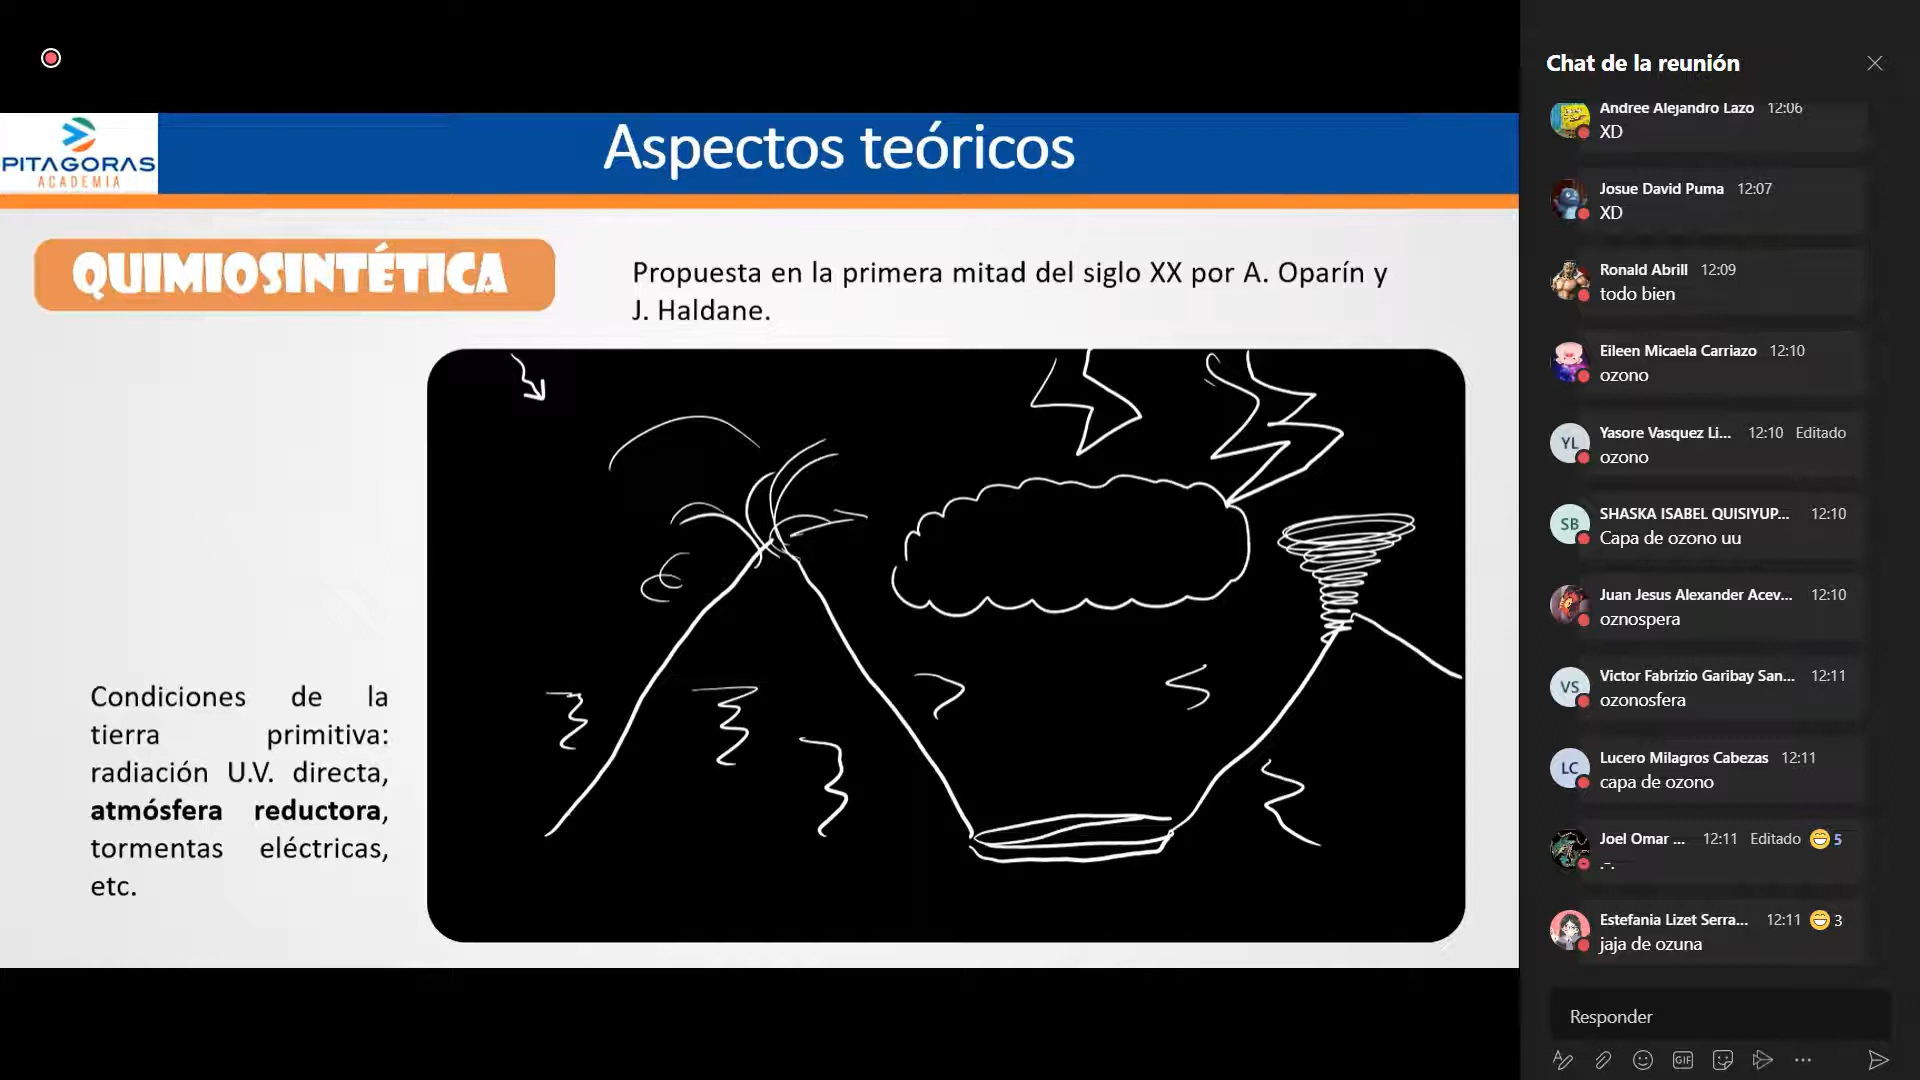 PITAGORAS
ACADEMIA
Aspectos teóricos
QUIMIOSINTÉTICA
Propuesta en la primera mitad del siglo XX por A. Oparín y
J. Haldane.
Condiciones de la
tierra primitiva:
radiación U.V. directa,
atmósfera reductora,
tormentas eléctricas,
etc.
Chat de la reunión
Andree Alejandro Lazo 12:06
XD
Josue David Puma 12:07
XD
Ronald Abrill 12:09
todo bien
Eileen Micaela Carriazo 12:10
ozono
YL
Yasore Vasquez Li... 12:10 Editado
ozono
SB
SHASKA ISABEL QUISIYUP... 12:10
Capa de ozono uu
Juan Jesus Alexander Acev... 12:10
oznospera
VS
Victor Fabrizio Garibay San... 12:11
ozonosfera
LC
Lucero Milagros Cabezas 12:11
capa de ozono
Joel Omar ... 12:11 Editado 5
.-.
Estefania Lizet Serra... 12:11 3
jaja de ozuna
Responder
GIF